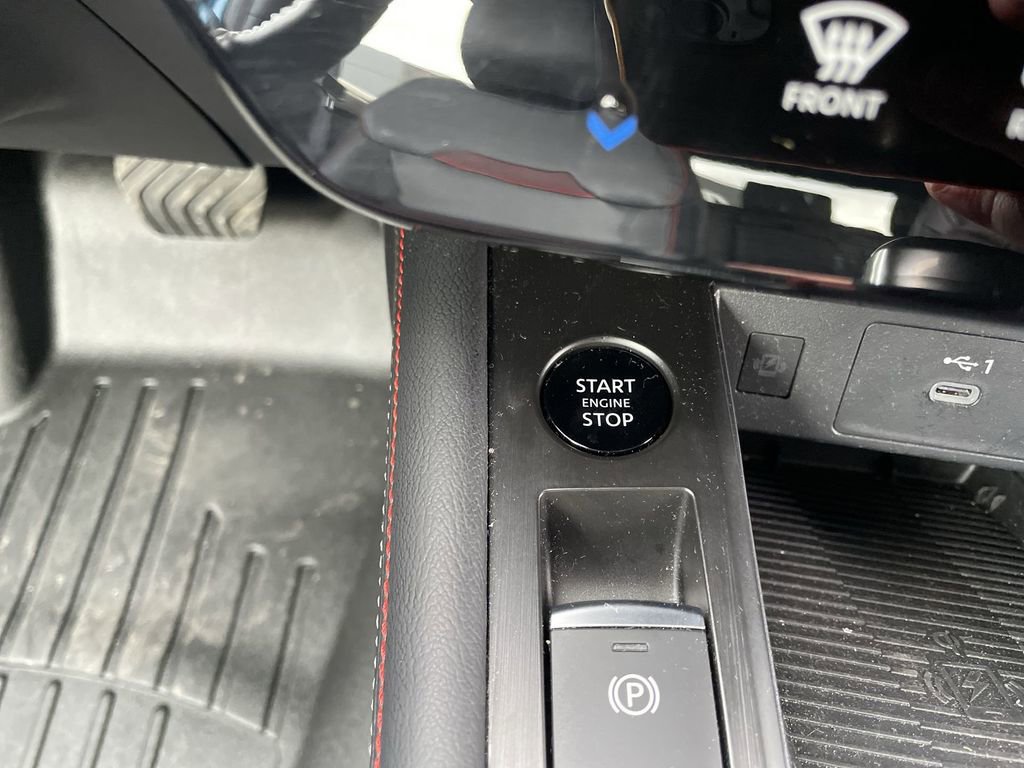 FRONT
R
1
START
ENGINE
STOP
P